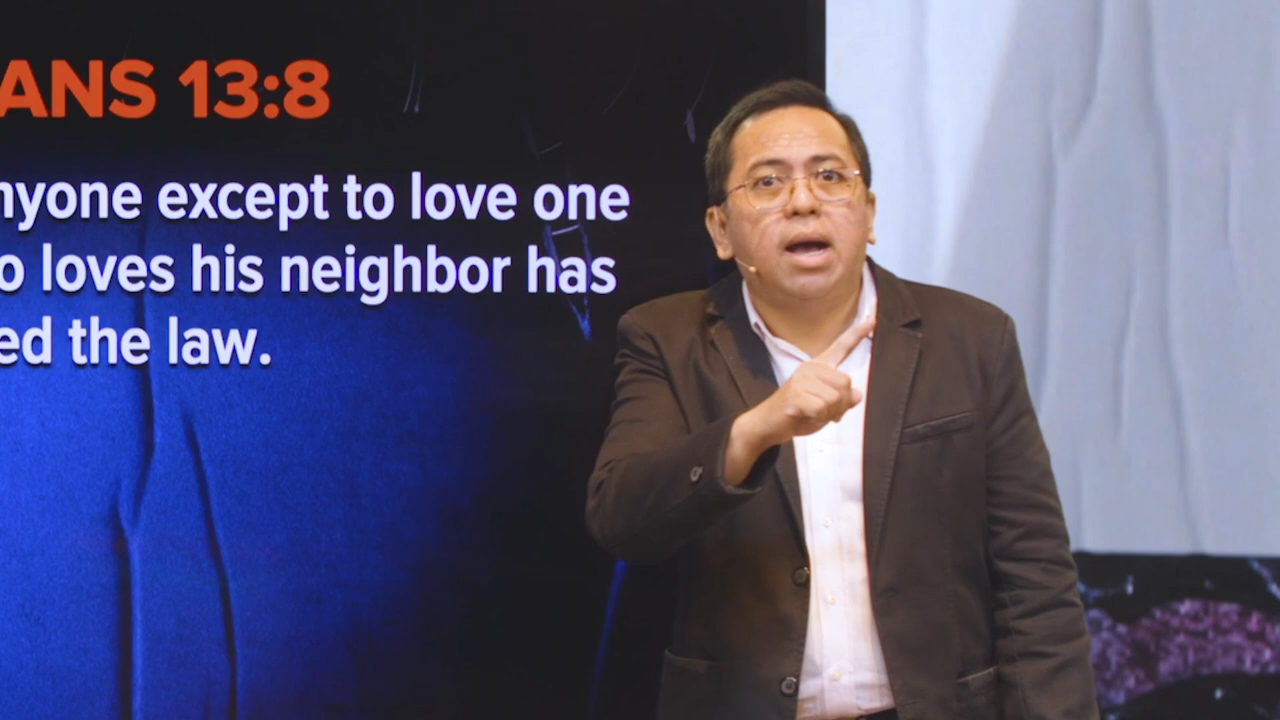 ANS 13:8
nyone except to love one
o loves his neighbor has
ed the law.